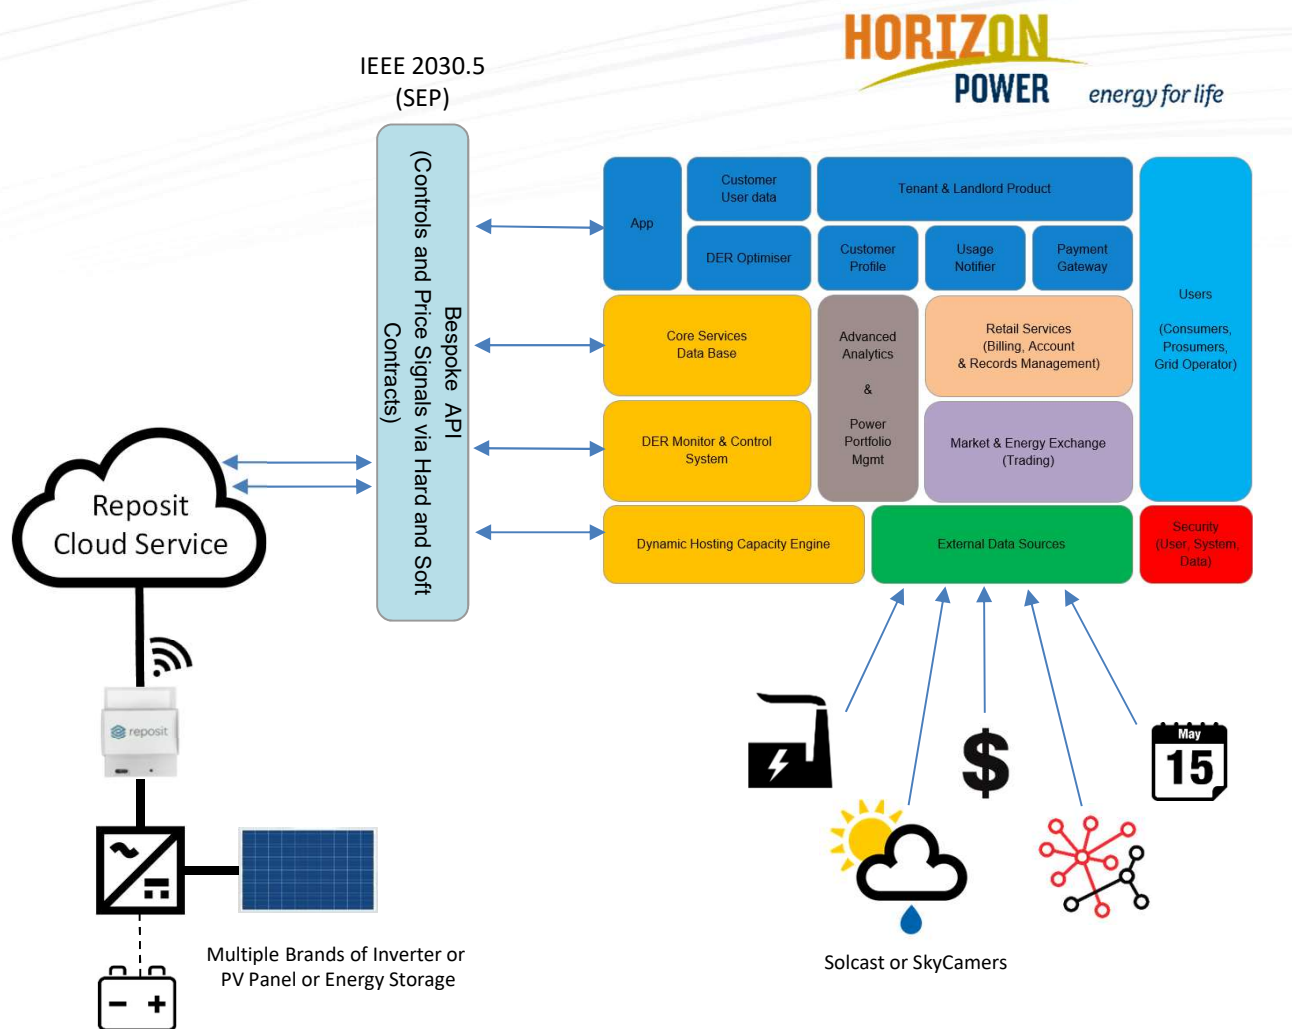 HORIZON
POWER
energy for life
IEEE 2030.5
(SEP)
Bespoke API
(Controls and Price Signals via Hard and Soft
Contracts)
App
Customer
User data
Tenant & Landlord Product
DER Optimiser
Customer
Profile
Usage
Notifier
Payment
Gateway
Users
(Consumers,
Prosumers,
Grid Operator)
Core Services
Data Base
Advanced
Analytics
&
Power
Portfolio
Mgmt
Retail Services
(Billing, Account
& Records Management)
DER Monitor & Control
System
Market & Energy Exchange
(Trading)
Dynamic Hosting Capacity Engine
External Data Sources
Security
(User, System,
Data)
Reposit
Cloud Service
reposit
Multiple Brands of Inverter or
PV Panel or Energy Storage
$
May
15
Solcast or SkyCamers